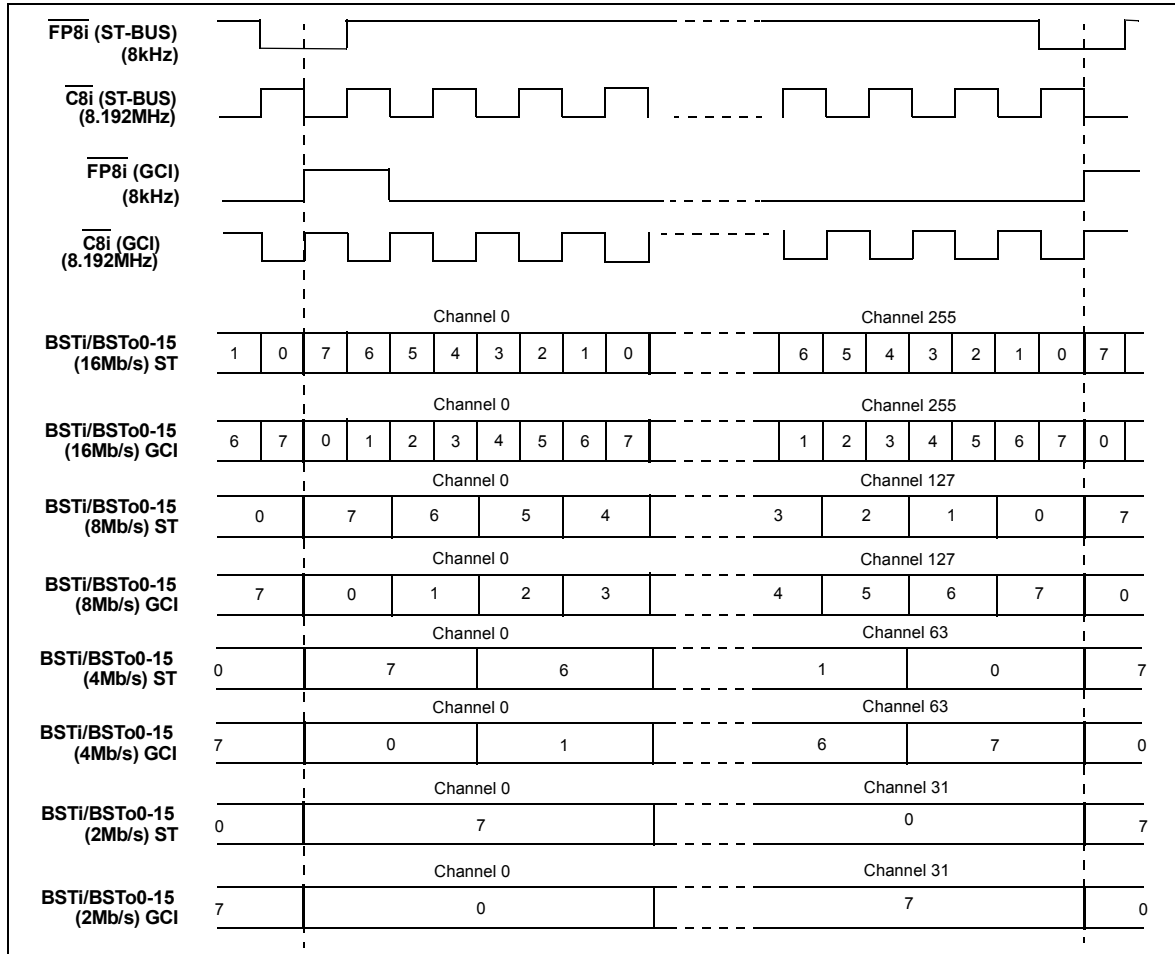 FP8i (ST-BUS)
(8kHz)
C8i (ST-BUS)
(8.192MHz)
FP8i (GCI)
(8kHz)
C8i (GCI)
(8.192MHz)
Channel 0 Channel 255
BSTi/BSTo0-15
(16Mb/s) ST
1 0 7 6 5 4 3 2 1 0 6 5 4 3 2 1 0 7
Channel 0 Channel 255
BSTi/BSTo0-15
(16Mb/s) GCI
6 7 0 1 2 3 4 5 6 7 1 2 3 4 5 6 7 0
Channel 0 Channel 127
BSTi/BSTo0-15
(8Mb/s) ST
0 7 6 5 4 3 2 1 0 7
Channel 0 Channel 127
BSTi/BSTo0-15
(8Mb/s) GCI
7 0 1 2 3 4 5 6 7 0
Channel 0 Channel 63
BSTi/BSTo0-15
(4Mb/s) ST
0 7 6 1 0 7
Channel 0 Channel 63
BSTi/BSTo0-15
(4Mb/s) GCI
7 0 1 6 7 0
Channel 0 Channel 31
BSTi/BSTo0-15
(2Mb/s) ST
0 7 0 7
Channel 0 Channel 31
BSTi/BSTo0-15
(2Mb/s) GCI
7 0 7 0